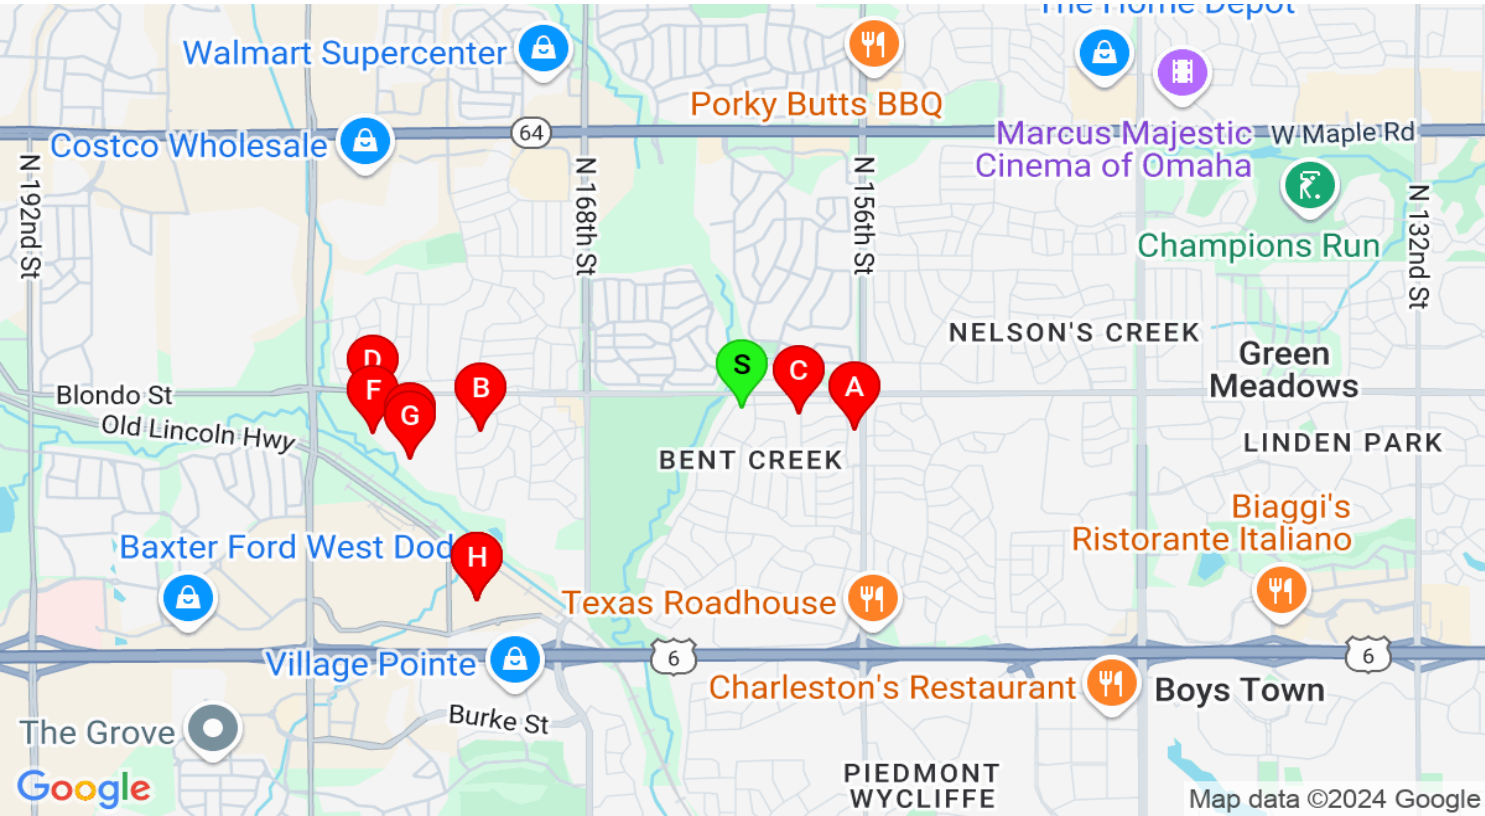 The Home Depot
Walmart Supercenter
Porky Butts BBQ
64
Costco Wholesale
Marcus Majestic
Cinema of Omaha
W Maple Rd
N 192nd St
N 168th St
N 156th St
N 132nd St
Champions Run
NELSON'S CREEK
Green
Meadows
D
S
C
B
A
F
G
Blondo St
Old Lincoln Hwy
BENT CREEK
LINDEN PARK
Biaggi's
Ristorante Italiano
Baxter Ford West Dod
H
Texas Roadhouse
6
6
Village Pointe
Charleston's Restaurant
Boys Town
Burke St
The Grove
PIEDMONT
WYCLIFFE
Google
Map data ©2024 Google